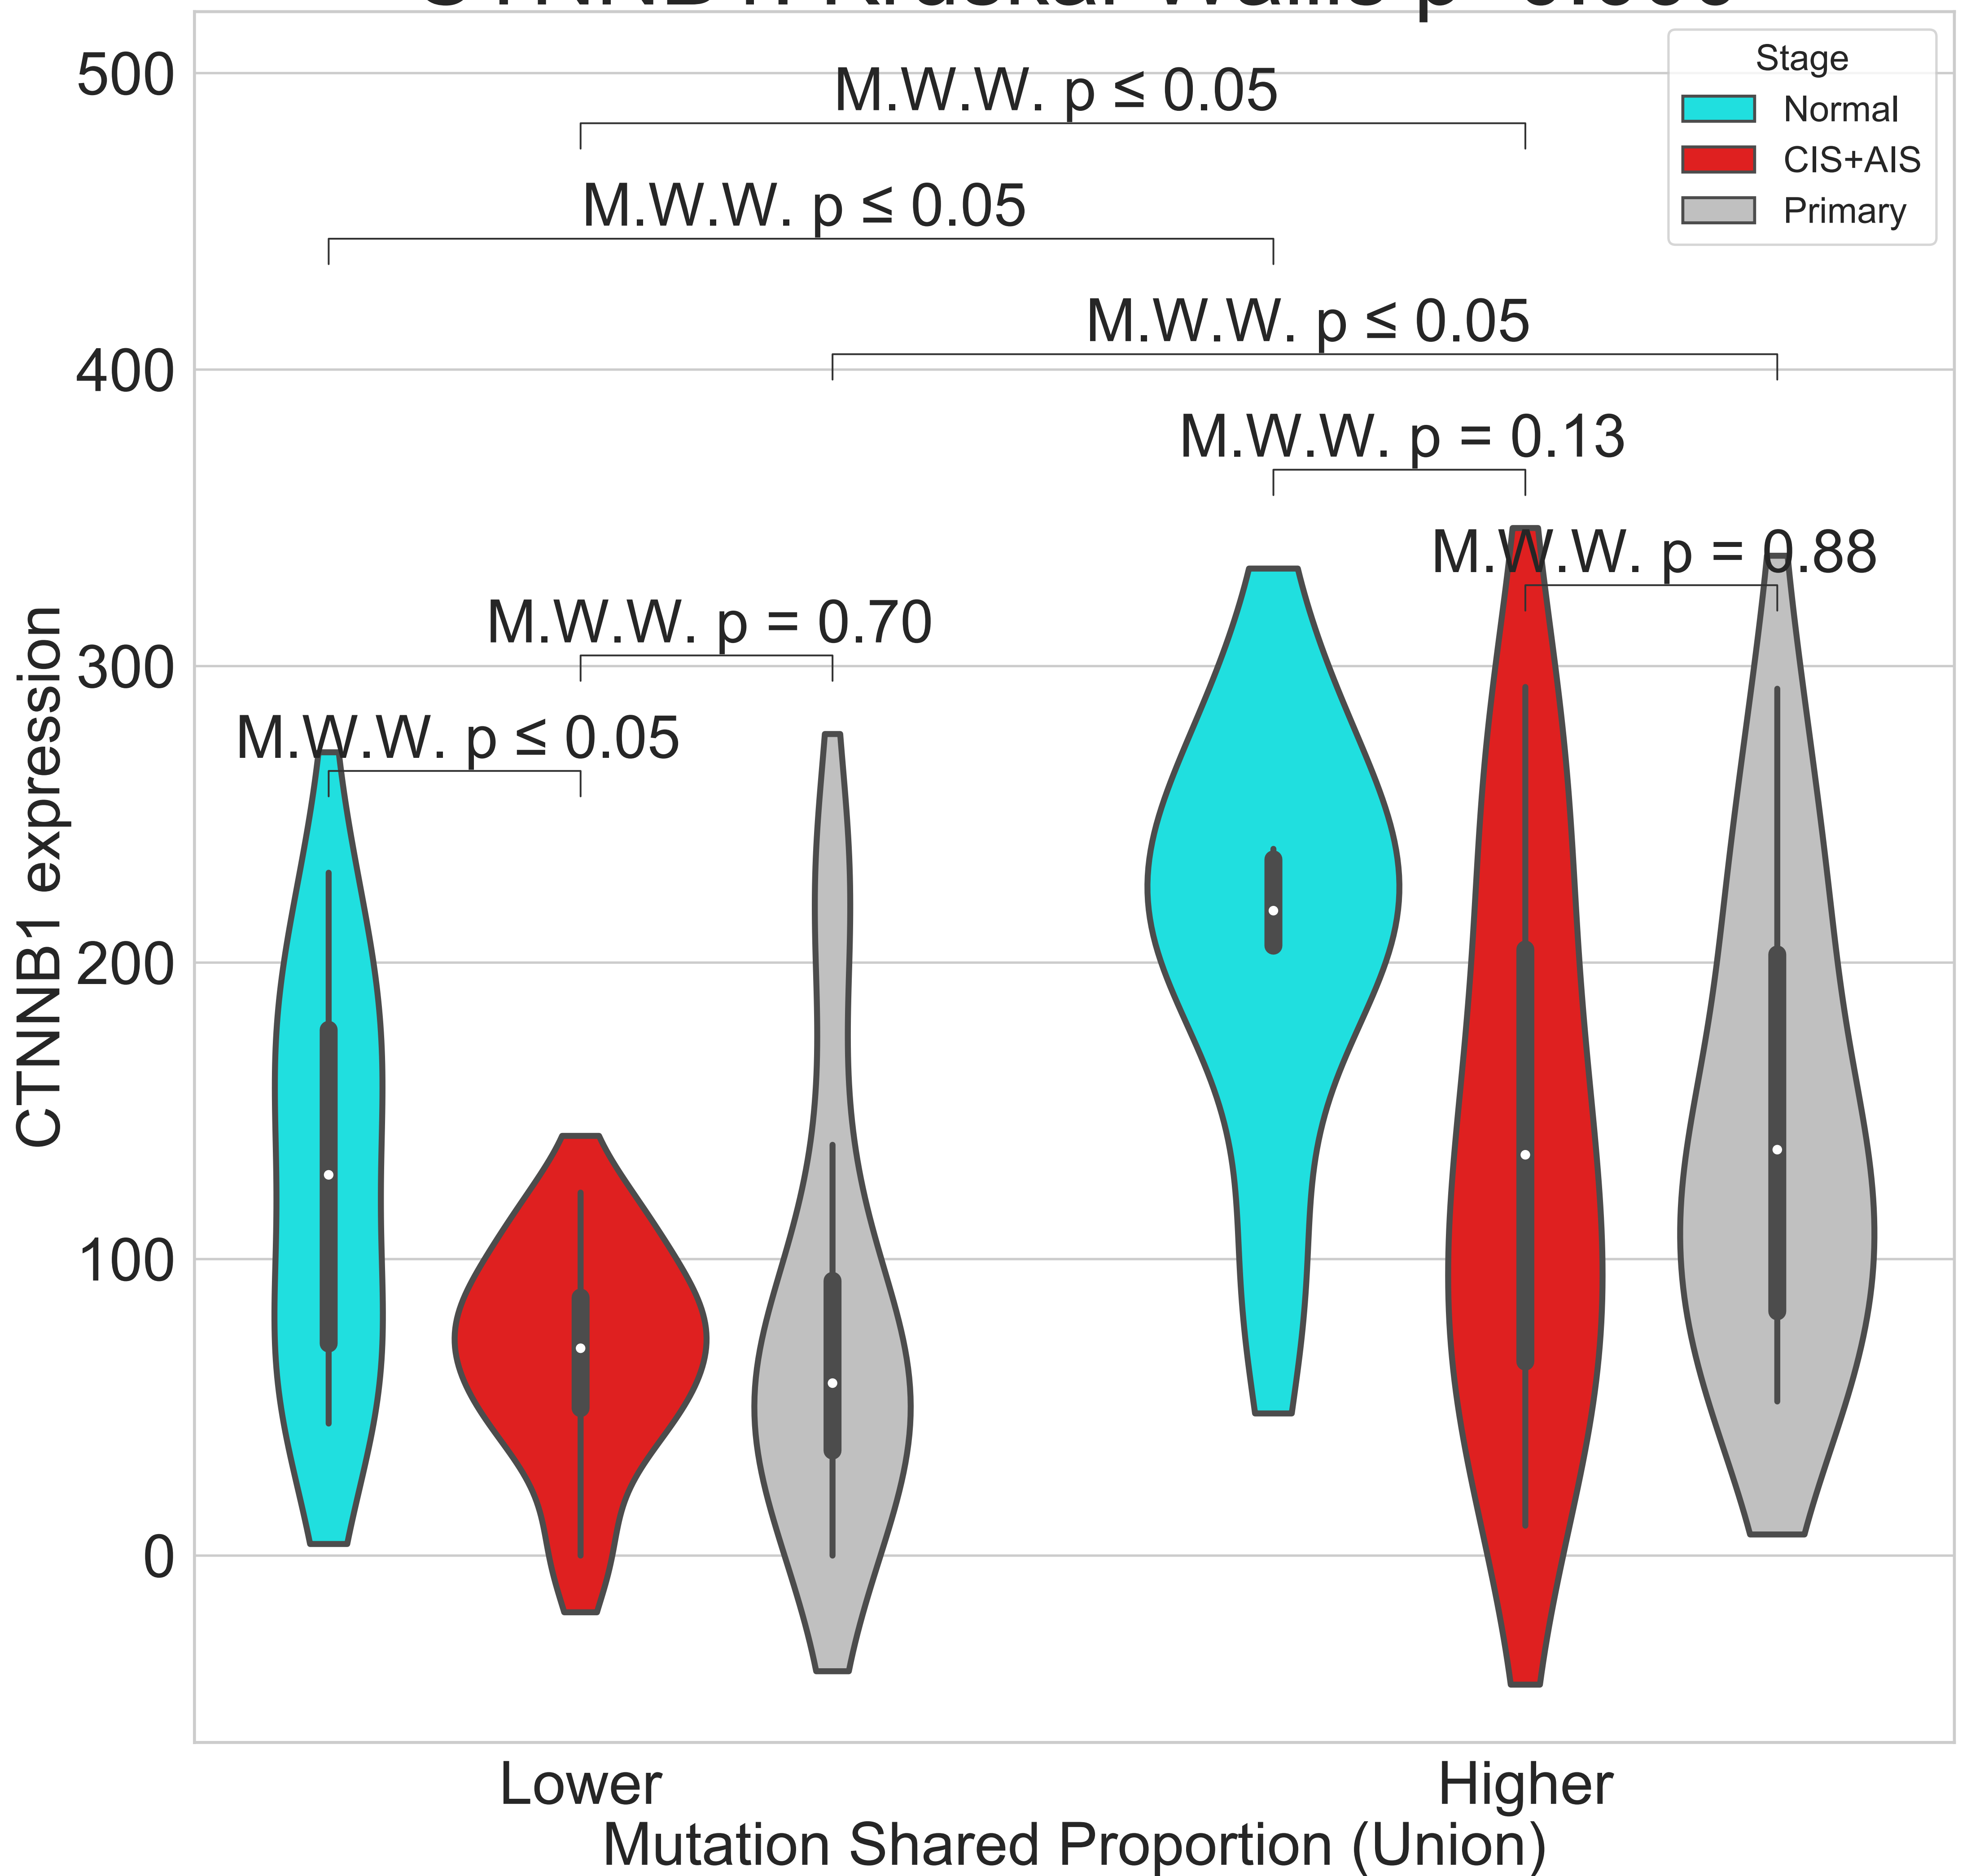 500
400
300
200
100
0
CTNNB1 expression
M.W.W. p ≤ 0.05
M.W.W. p ≤ 0.05
M.W.W. p ≤ 0.05
M.W.W. p = 0.13
M.W.W. p = 0.88
M.W.W. p = 0.70
M.W.W. p ≤ 0.05
Stage
Normal
CIS+AIS
Primary
Lower
Higher
Mutation Shared Proportion (Union)